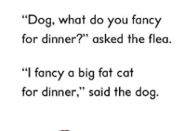 “Dog, what do you fancy
for dinner?” asked the flea.
“I fancy a big fat cat
for dinner,” said the dog.